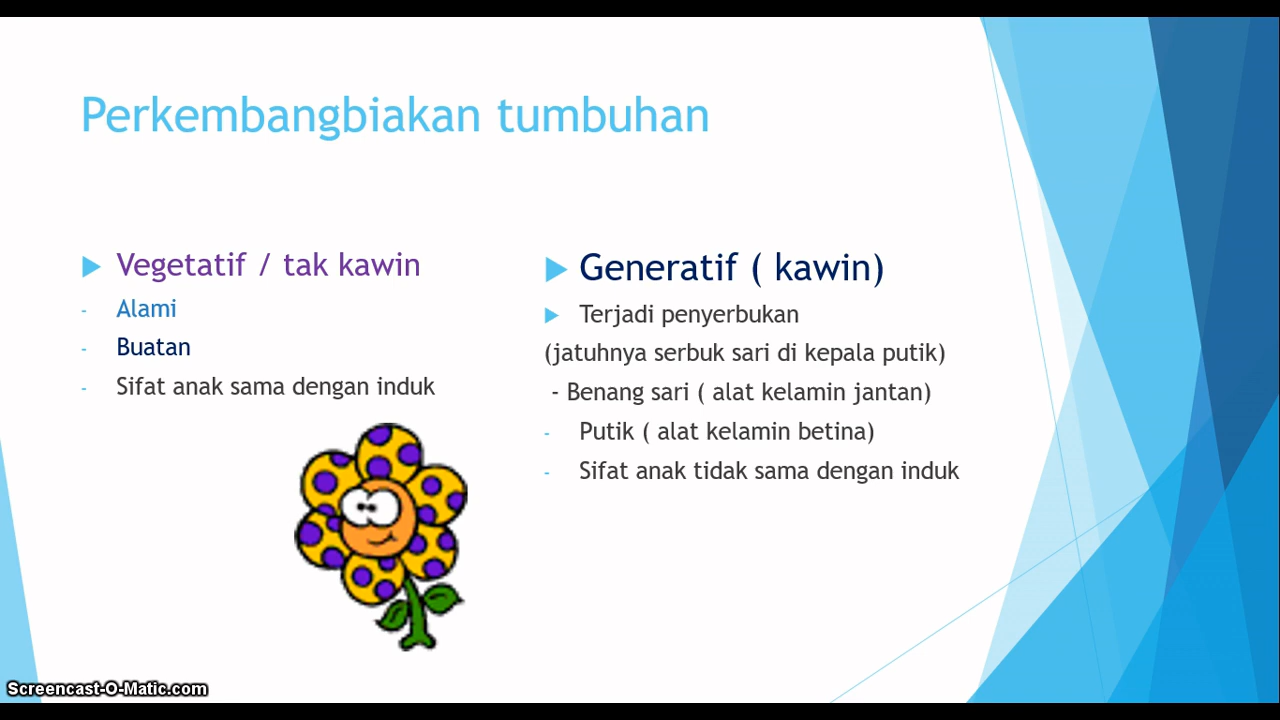 Perkembangbiakan tumbuhan
Vegetatif / tak kawin
- Alami
- Buatan
- Sifat anak sama dengan induk
Generatif ( kawin)
Terjadi penyerbukan
(jatuhnya serbuk sari di kepala putik)
- Benang sari ( alat kelamin jantan)
- Putik ( alat kelamin betina)
- Sifat anak tidak sama dengan induk
Screencast-O-Matic.com